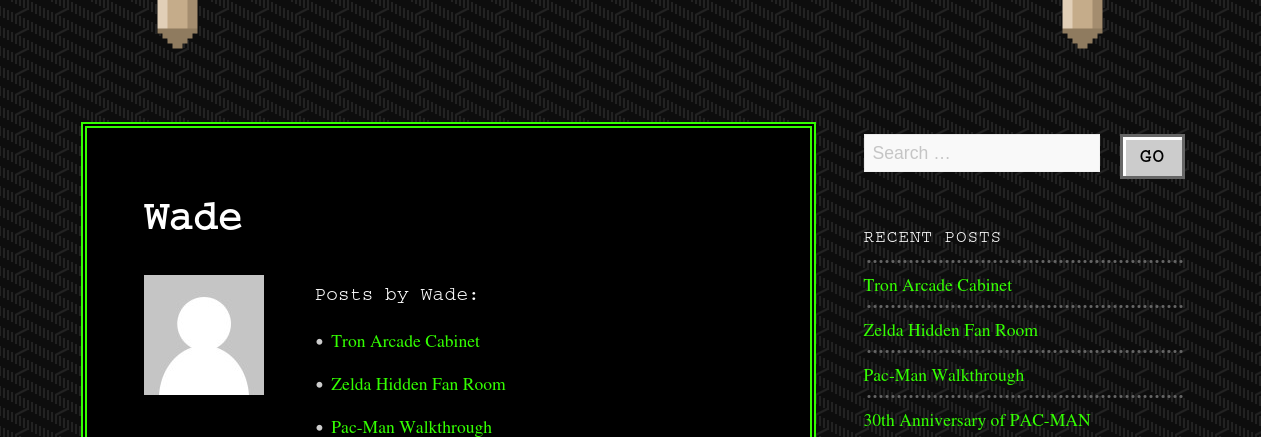 Wade
Posts by Wade:
• Tron Arcade Cabinet
• Zelda Hidden Fan Room
• Pac-Man Walkthrough
Search …
GO
RECENT POSTS
Tron Arcade Cabinet
Zelda Hidden Fan Room
Pac-Man Walkthrough
30th Anniversary of PAC-MAN